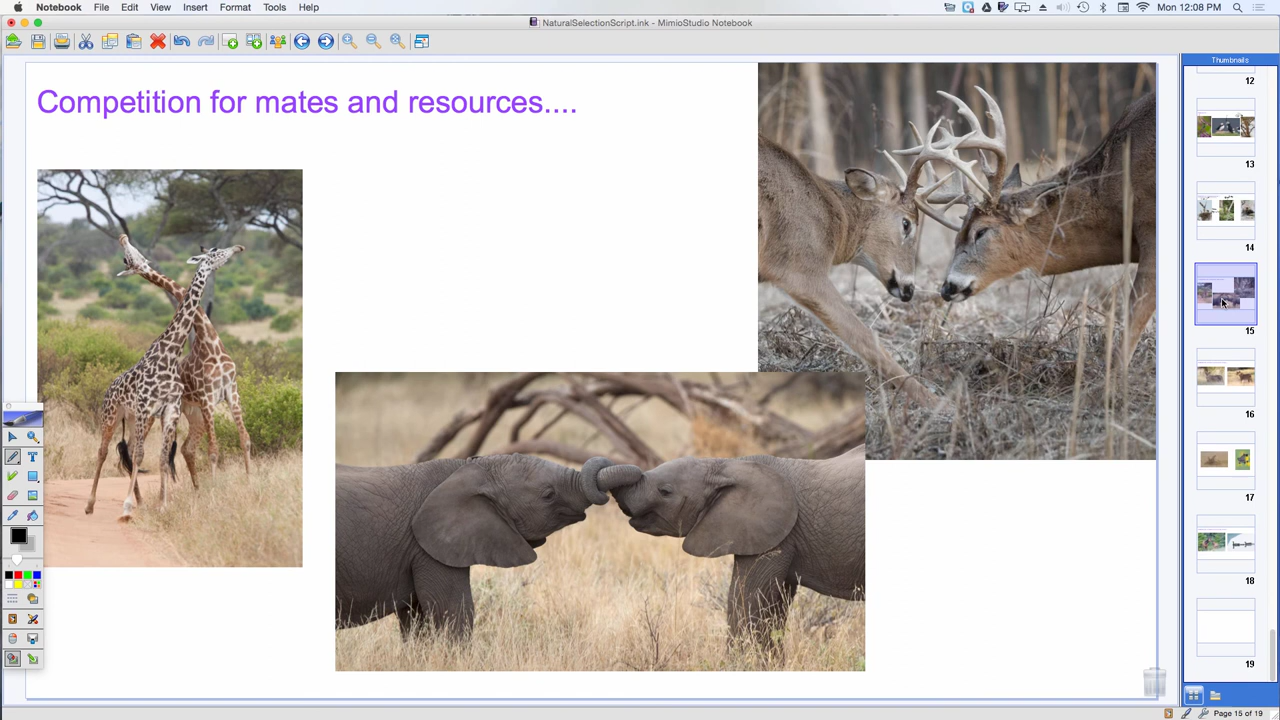 Notebook File Edit View Insert Format Tools Help Mon 12:08 PM
NaturalSelectionScript.ink - MimioStudio Notebook
Thumbnails
Competition for mates and resources....
12
13
14
15
16
17
18
19
T
Page 15 of 19